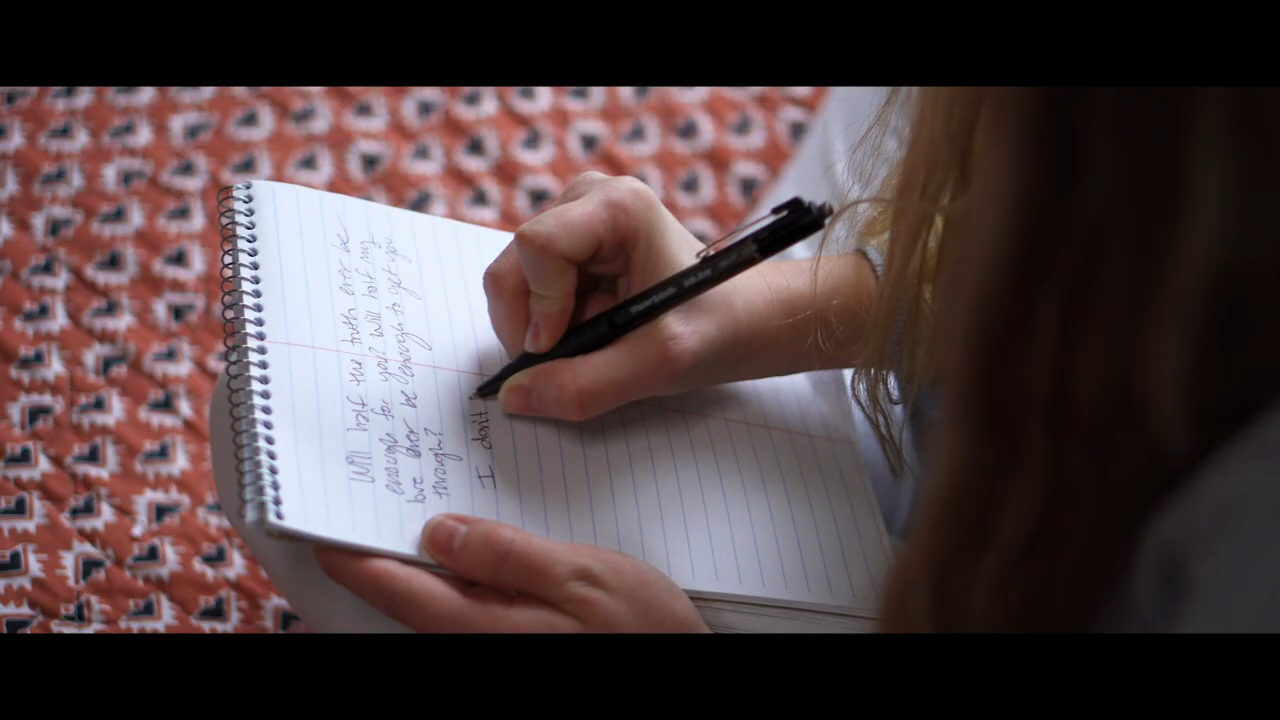 Will half the truth ever be
enough for you? Will half my
love ever be enough to get you
through?
I don't